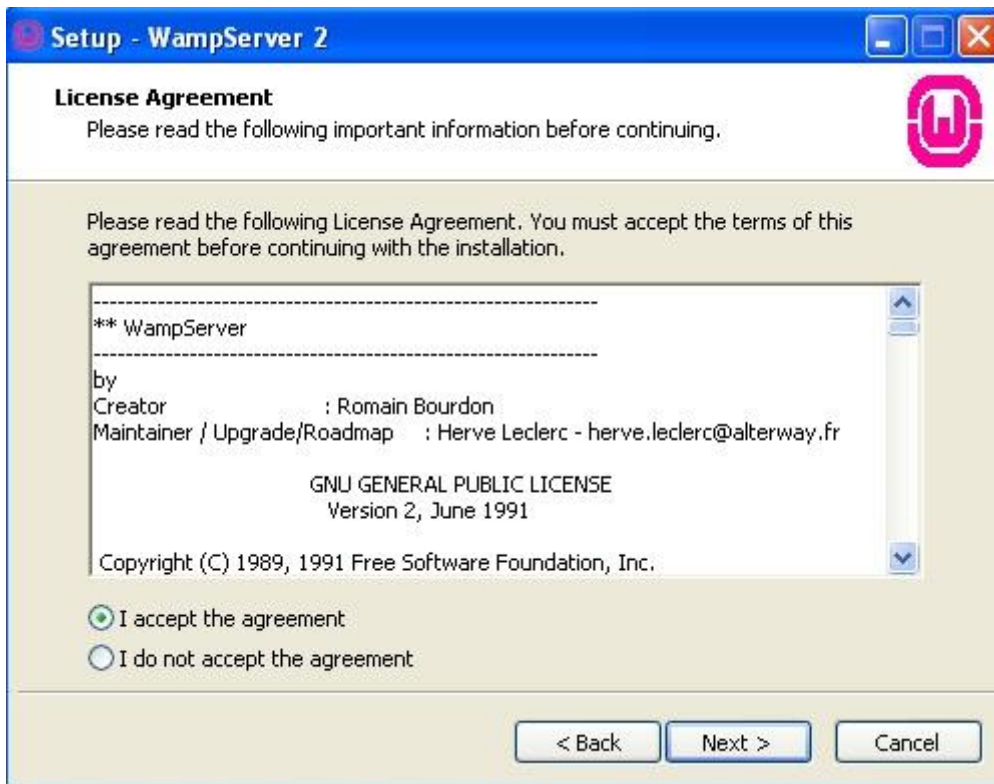 Setup - WampServer 2
License Agreement
Please read the following important information before continuing.
Please read the following License Agreement. You must accept the terms of this
agreement before continuing with the installation.
---------------------------------------------------------------
** WampServer
---------------------------------------------------------------
by
Creator : Romain Bourdon
Maintainer / Upgrade/Roadmap : Herve Leclerc - herve.leclerc@alterway.fr
GNU GENERAL PUBLIC LICENSE
Version 2, June 1991
Copyright (C) 1989, 1991 Free Software Foundation, Inc.
I accept the agreement
I do not accept the agreement
< Back Next > Cancel